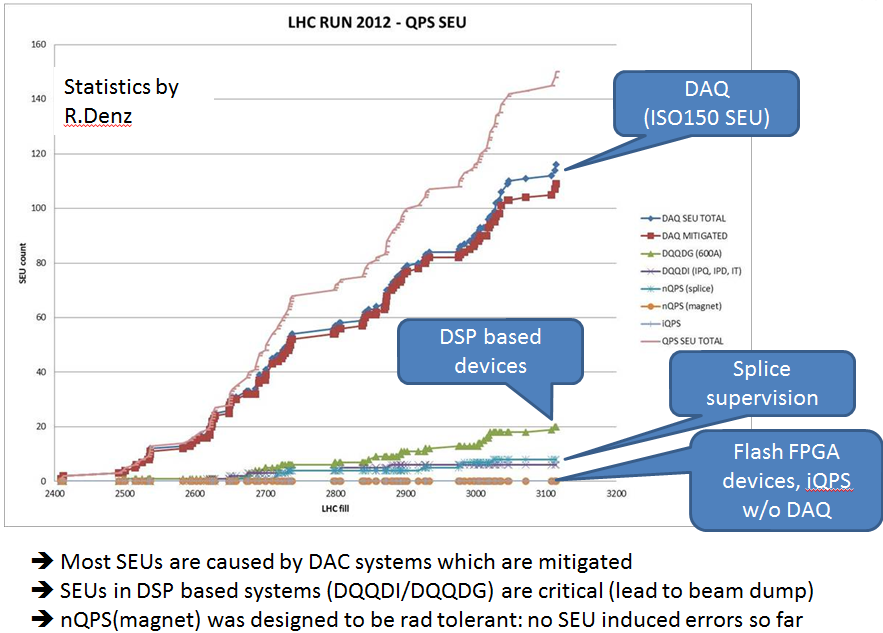 LHC RUN 2012 - QPS SEU
160
140
120
100
80
60
40
20
0
SEU count
2400
2500
2600
2700
2800
2900
3000
3100
3200
LHC fill
Statistics by
R.Denz
DAQ
(ISO150 SEU)
DAQ SEU TOTAL
DAQ MITIGATED
DQQDG (600A)
DQQDI (IPQ, IPD, IT)
nQPS (splice)
nQPS (magnet)
iQPS
QPS SEU TOTAL
DSP based
devices
Splice
supervision
Flash FPGA
devices, iQPS
w/o DAQ
➔ Most SEUs are caused by DAC systems which are mitigated
➔ SEUs in DSP based systems (DQQDI/DQQDG) are critical (lead to beam dump)
➔ nQPS(magnet) was designed to be rad tolerant: no SEU induced errors so far